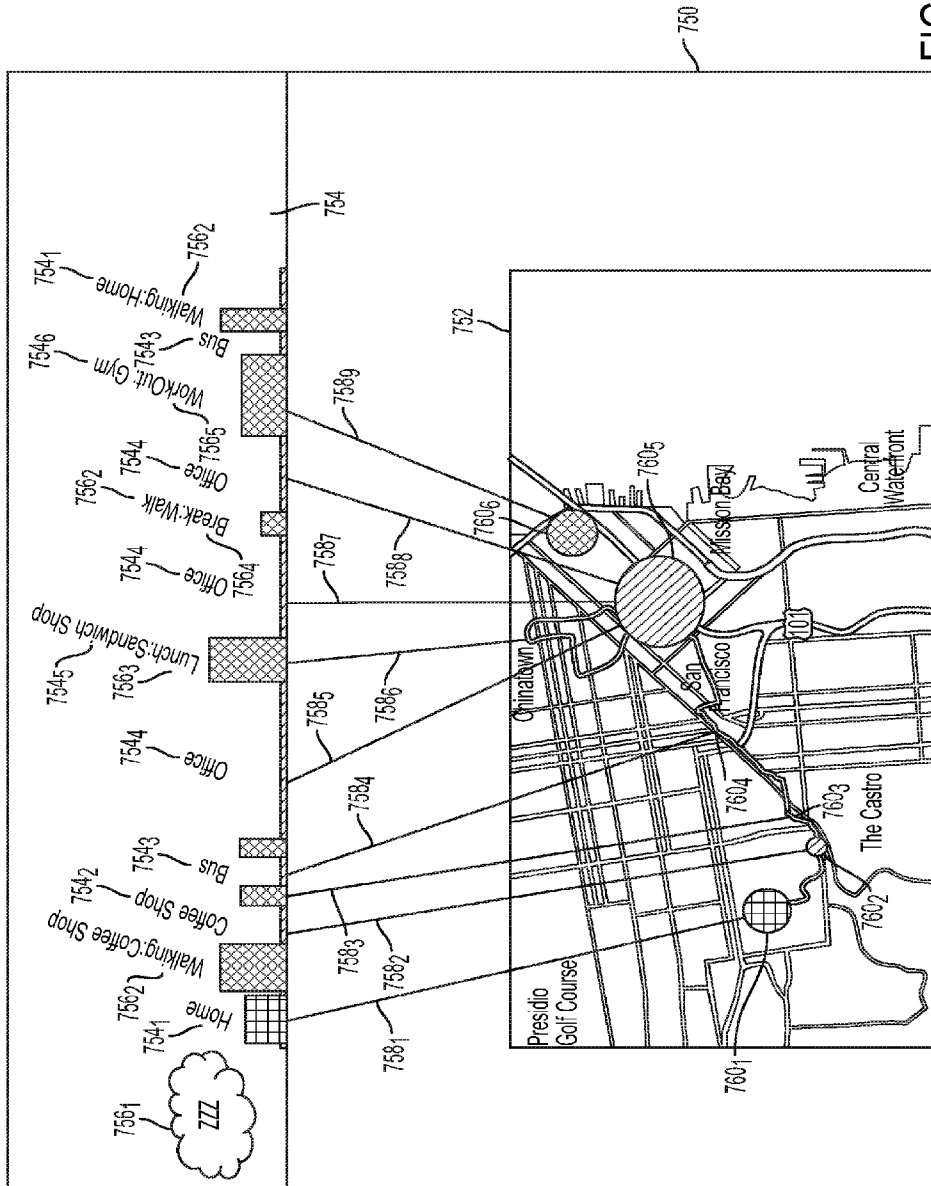 FIG
750
754
752
7541
7562
Walking:Home
7543
Bus
7546
WorkOut: Gym
7565
7544
Office
7562
Break:Walk
7564
7544
Office
7545
Lunch:Sandwich Shop
7563
7544
Office
7543
Bus
7542
Coffee Shop
Walking:Coffee Shop
7562
7541
Home
7561
ZZZ
7581
7582
7583
7584
7585
7586
7587
7588
7589
Presidio
Golf Course
Chinatown
San
Francisco
Mission Bay
Central
Waterfront
The Castro
101
7601
7602
7603
7604
7605
7606